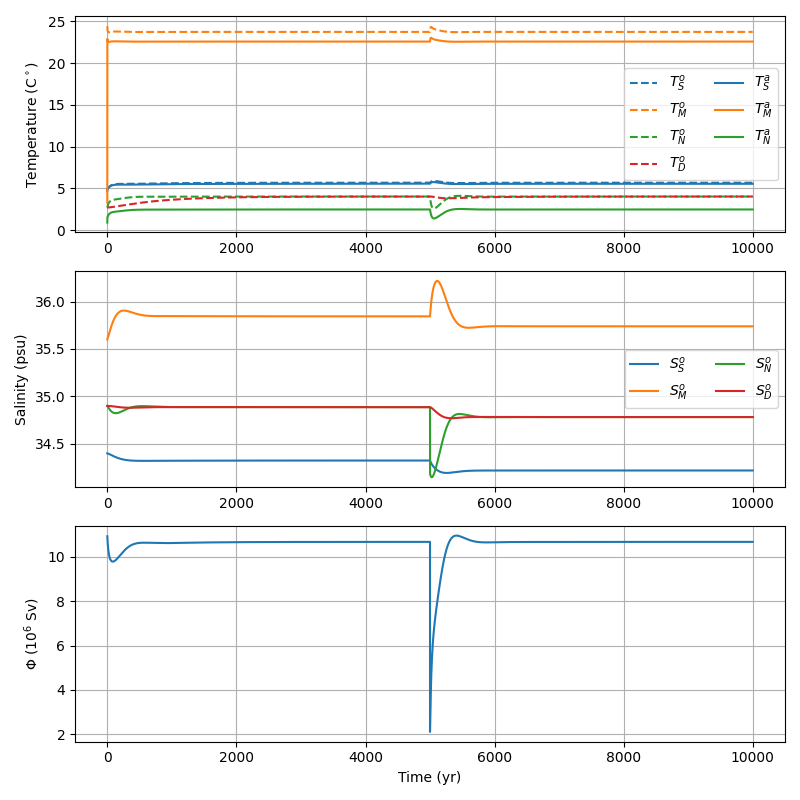 Temperature (C°)
25
20
15
10
5
0
T_S^o T_S^a
T_M^o T_M^a
T_N^o T_N^a
T_D^o
0 2000 4000 6000 8000 10000
Salinity (psu)
36.0
35.5
35.0
34.5
S_S^o S_N^o
S_M^o S_D^o
0 2000 4000 6000 8000 10000
Φ (10⁶ Sv)
10
8
6
4
2
0 2000 4000 6000 8000 10000
Time (yr)